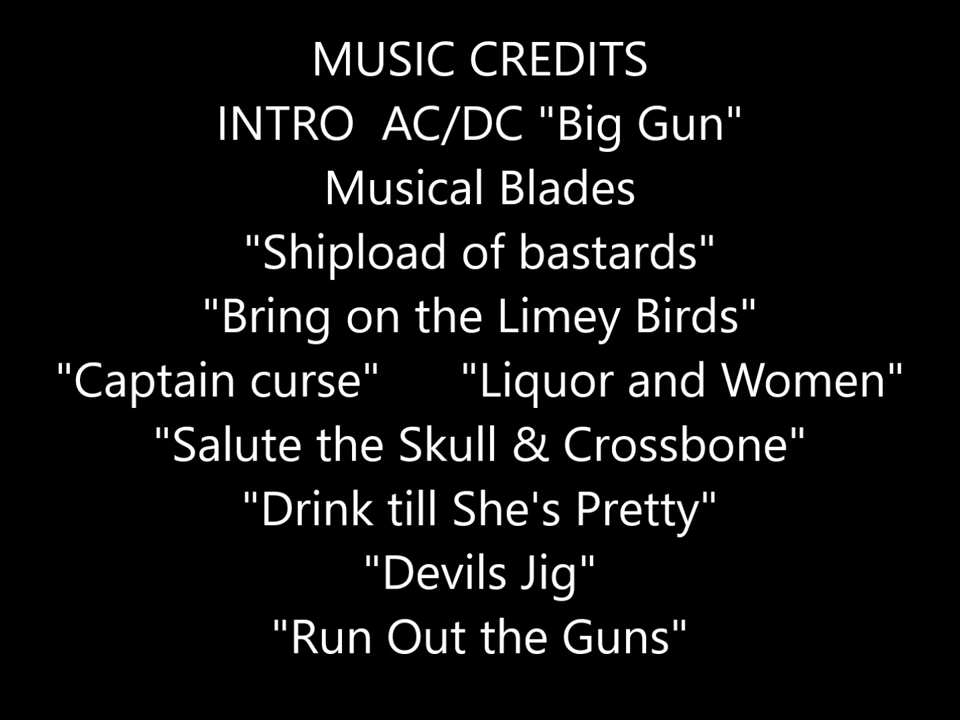 MUSIC CREDITS
INTRO  AC/DC "Big Gun"
Musical Blades
"Shipload of bastards"
"Bring on the Limey Birds"
"Captain curse"      "Liquor and Women"
"Salute the Skull & Crossbone"
"Drink till She's Pretty"
"Devils Jig"
"Run Out the Guns"